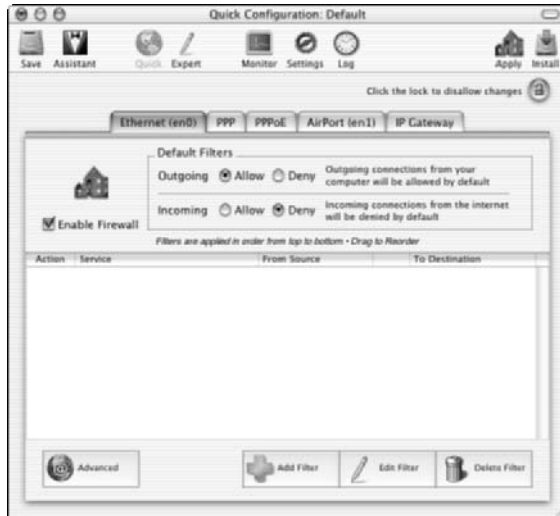 Quick Configuration: Default
Save Assistant Quick Expert Monitor Settings Log Apply Install
Click the lock to disallow changes
Ethernet (en0) PPP PPPoE AirPort (en1) IP Gateway
Default Filters
Outgoing Allow Deny Outgoing connections from your
computer will be allowed by default
Incoming Allow Deny Incoming connections from the internet
will be denied by default
Enable Firewall
Filters are applied in order from top to bottom • Drag to Reorder
Action Service From Source To Destination
Advanced Add Filter Edit Filter Delete Filter